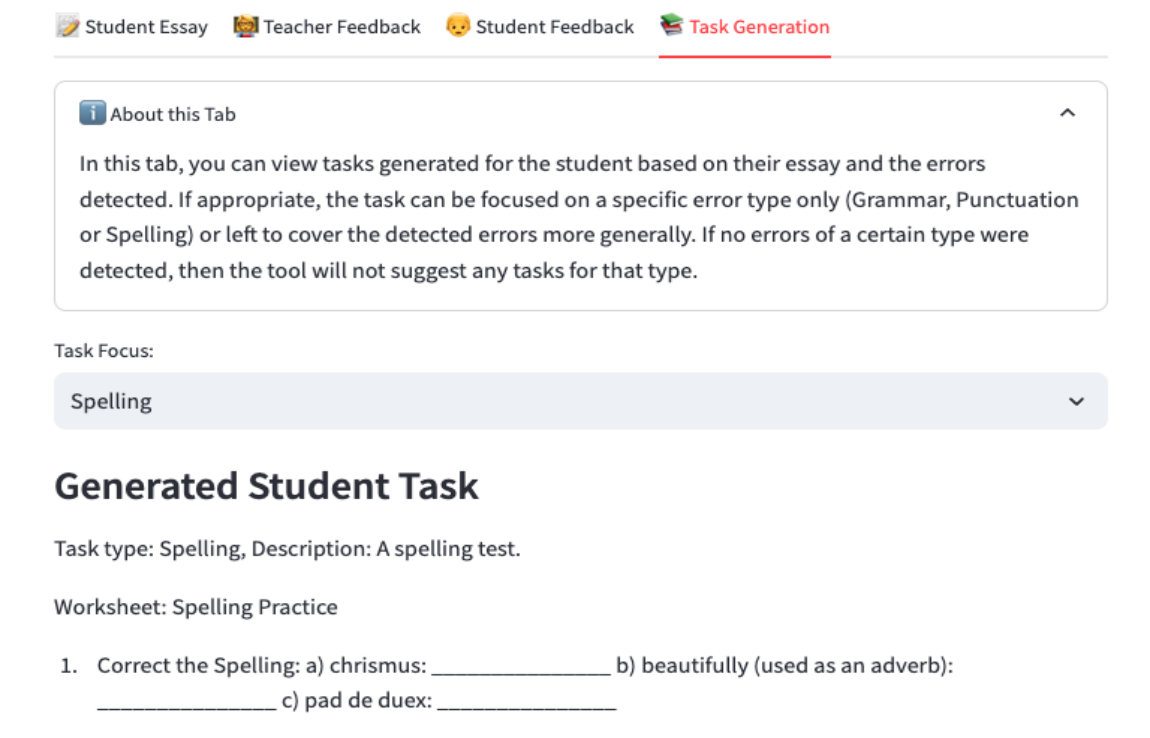 Student Essay Teacher Feedback Student Feedback Task Generation
About this Tab
In this tab, you can view tasks generated for the student based on their essay and the errors
detected. If appropriate, the task can be focused on a specific error type only (Grammar, Punctuation
or Spelling) or left to cover the detected errors more generally. If no errors of a certain type were
detected, then the tool will not suggest any tasks for that type.
Task Focus:
Spelling
Generated Student Task
Task type: Spelling, Description: A spelling test.
Worksheet: Spelling Practice
1. Correct the Spelling: a) chrismus: _______________ b) beautifully (used as an adverb):
_______________ c) pad de duex: _______________